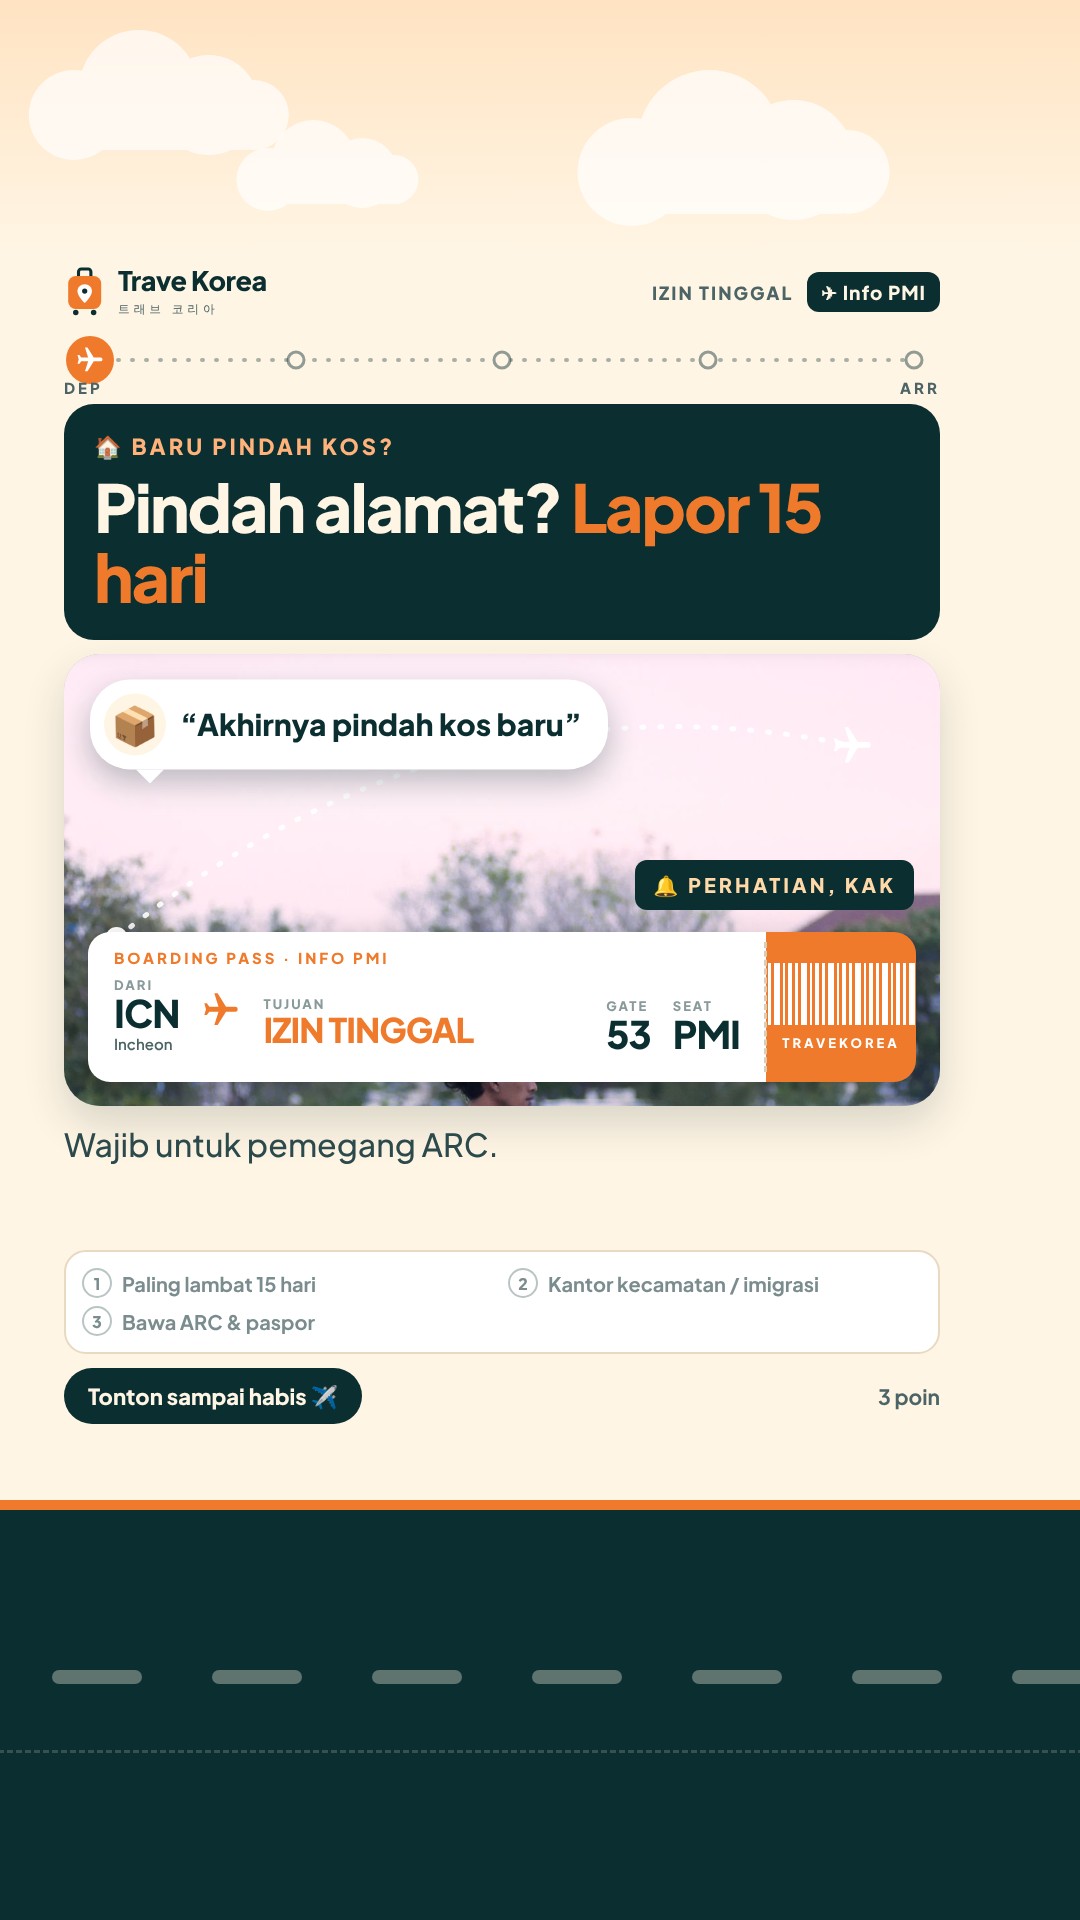 Trave Korea
트래브 코리아
IZIN TINGGAL
✈ Info PMI
DEP
ARR
🏠 BARU PINDAH KOS?
Pindah alamat? Lapor 15
hari
📦 “Akhirnya pindah kos baru”
🔔 PERHATIAN, KAK
BOARDING PASS · INFO PMI
DARI
ICN
Incheon
TUJUAN
IZIN TINGGAL
GATE
53
SEAT
PMI
TRAVEKOREA
Wajib untuk pemegang ARC.
1 Paling lambat 15 hari
2 Kantor kecamatan / imigrasi
3 Bawa ARC & paspor
Tonton sampai habis ✈️
3 poin